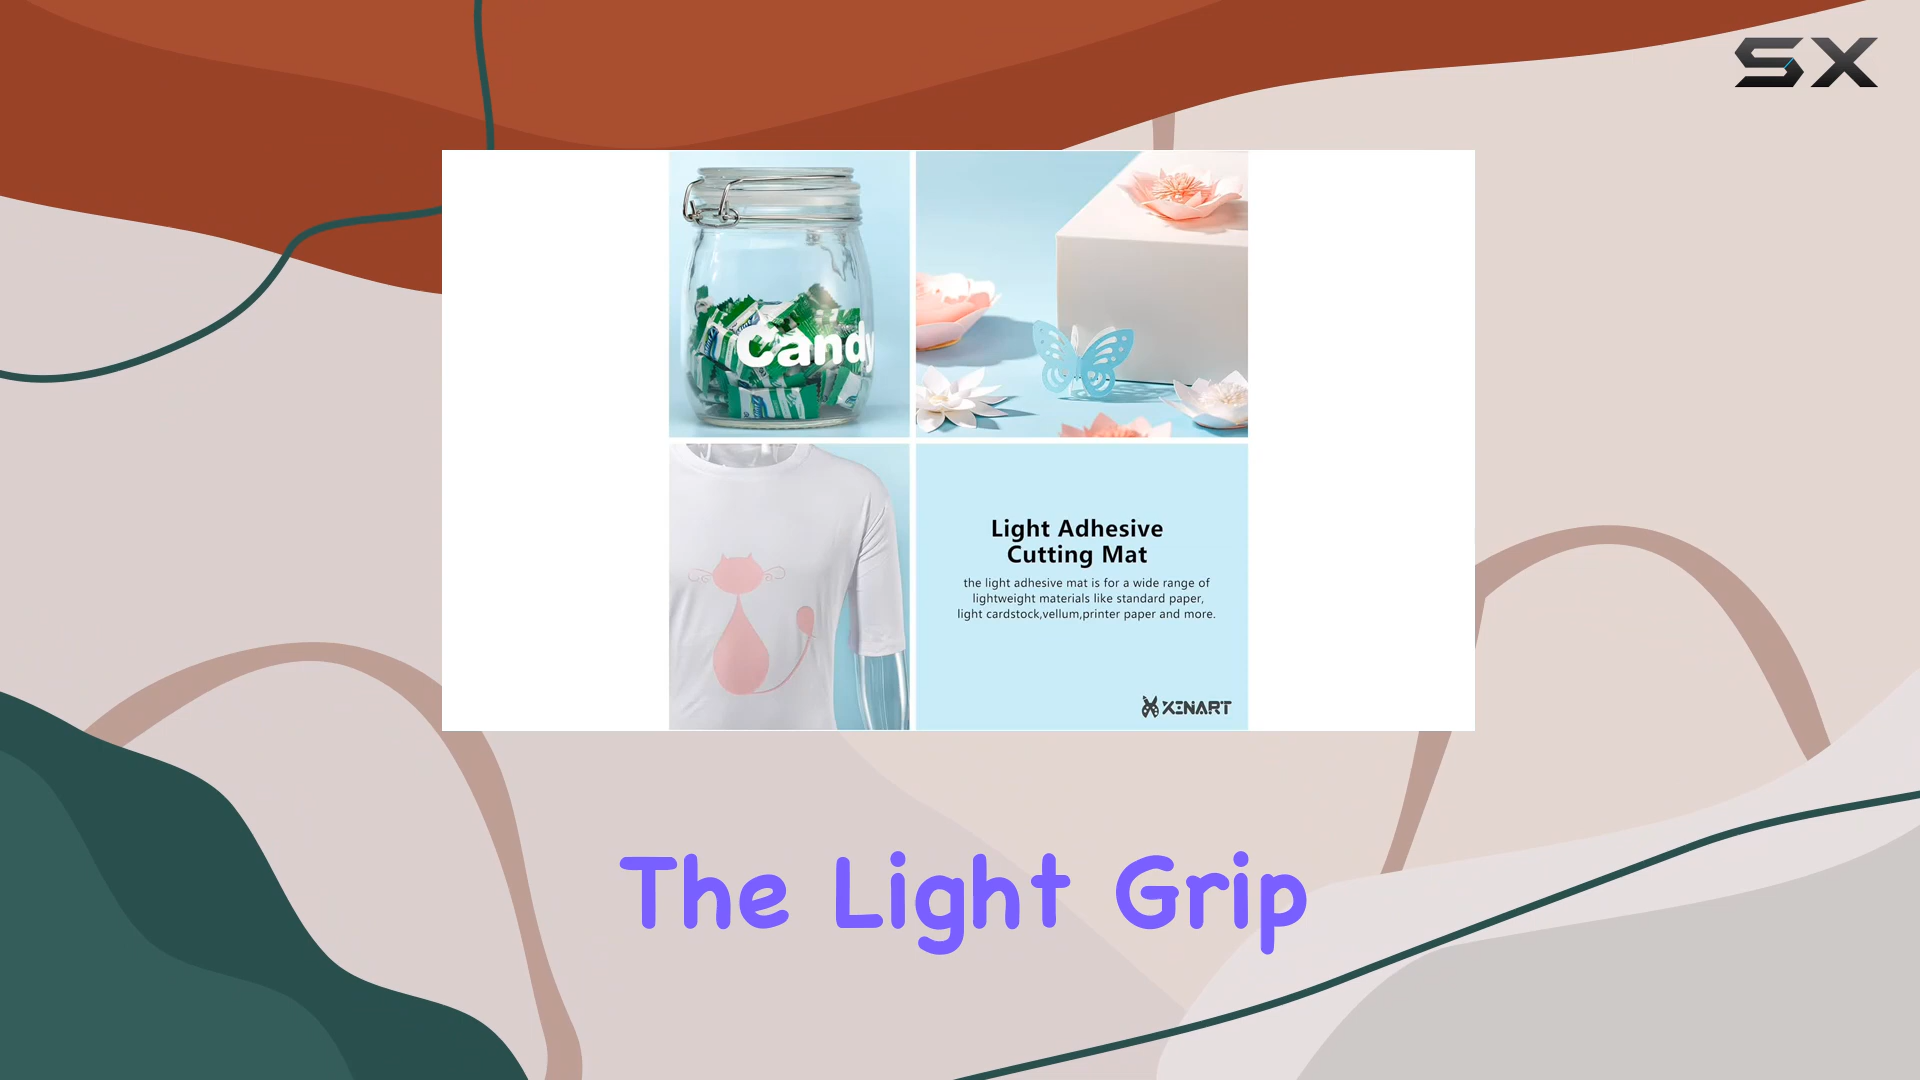 SX
Candy
Light Adhesive
Cutting Mat
the light adhesive mat is for a wide range of
lightweight materials like standard paper,
light cardstock,vellum,printer paper and more.
XENART
The Light Grip